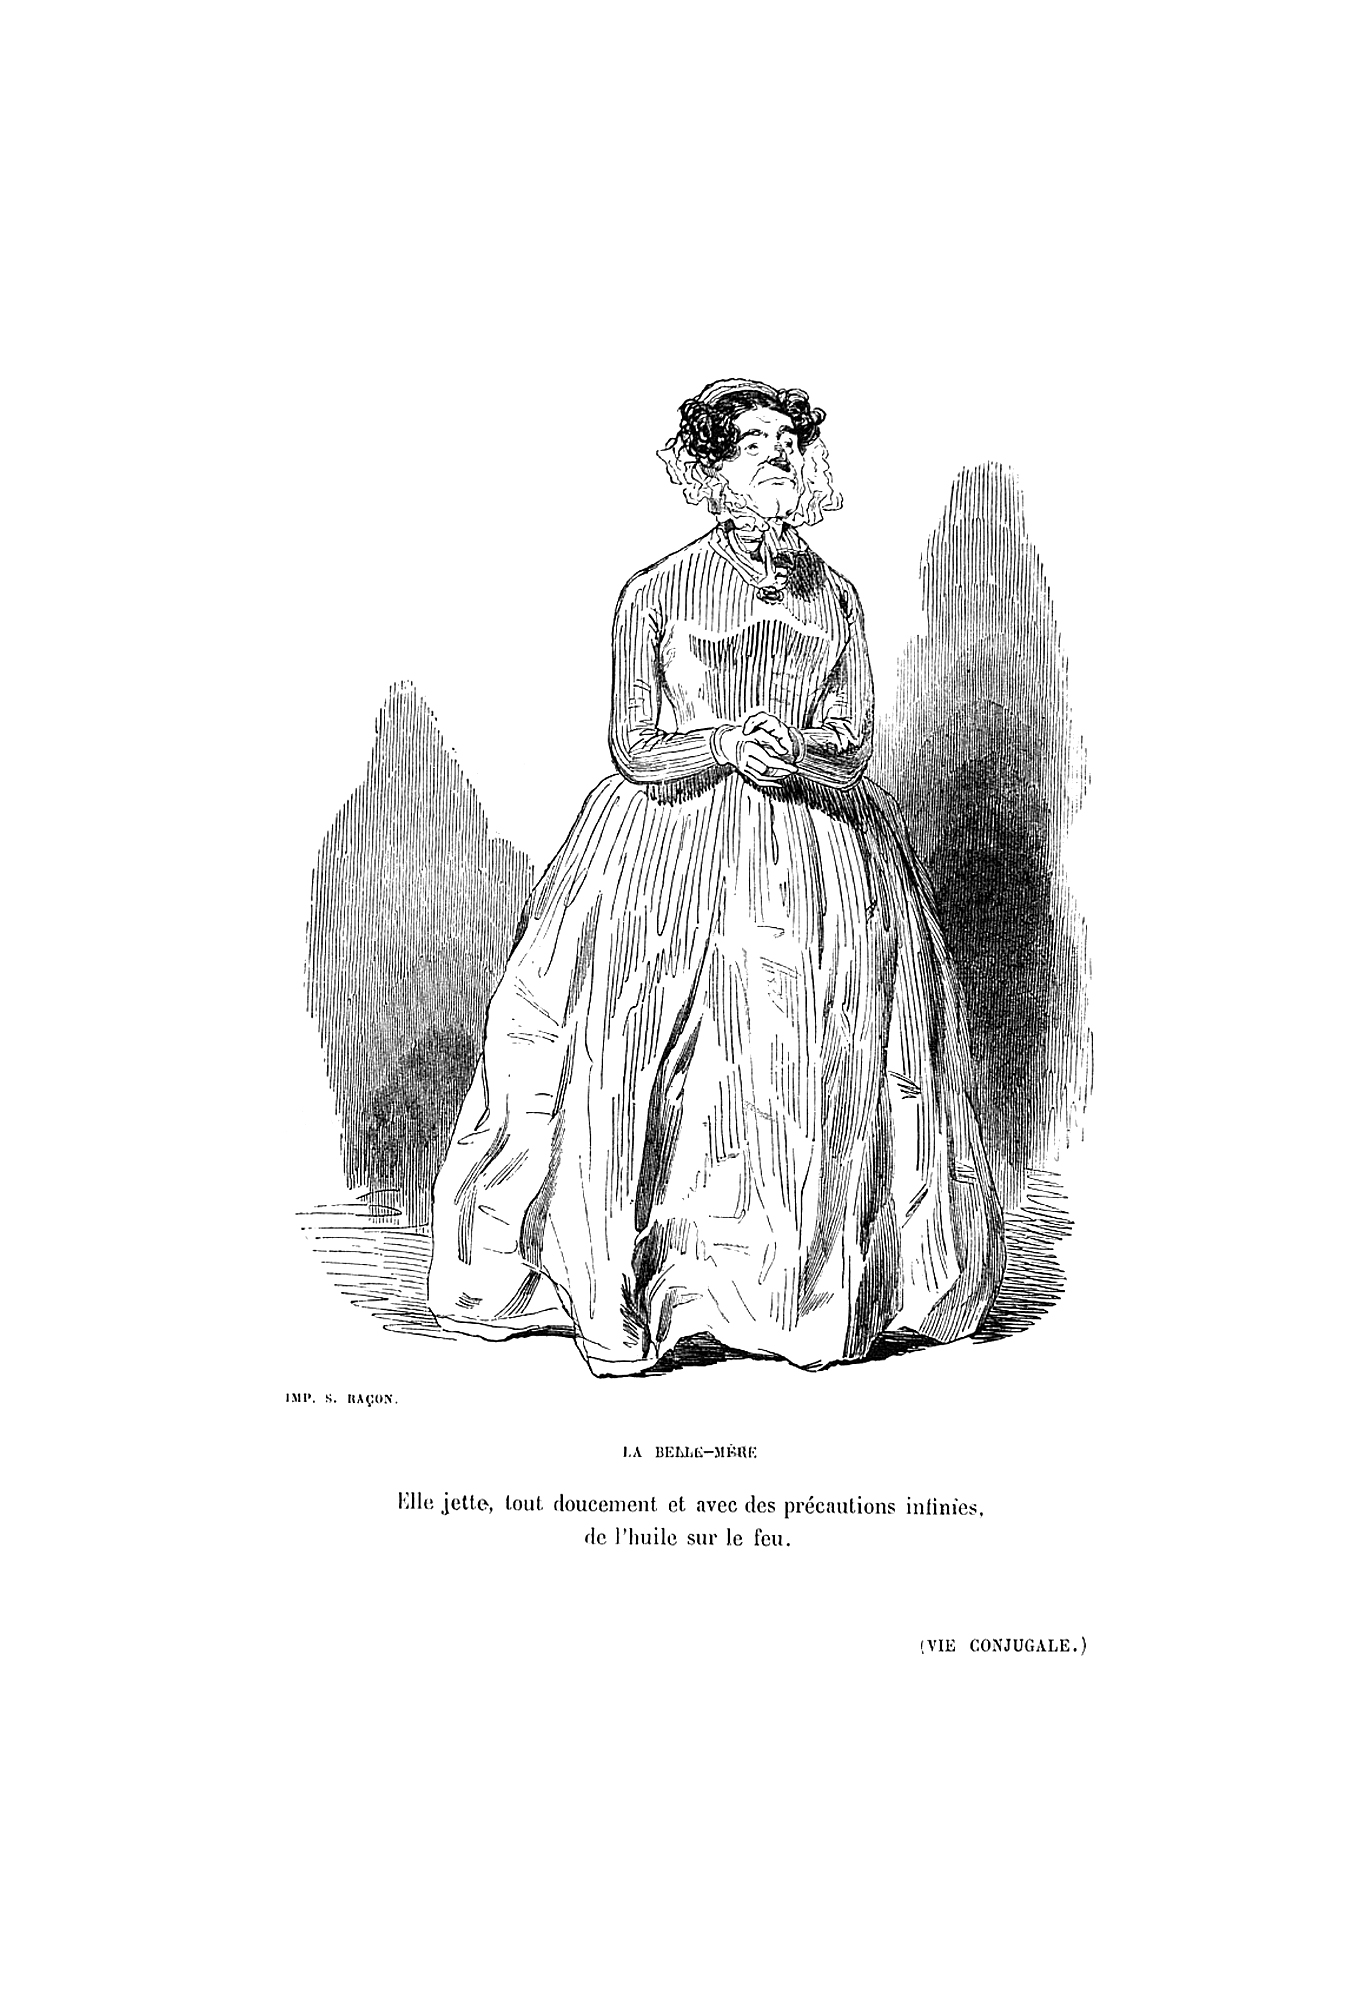 IMP. S. RAÇON.
LA BELLE-MÈRE
Elle jette, tout doucement et avec des précautions infinies,
de l'huile sur le feu.
(VIE CONJUGALE.)